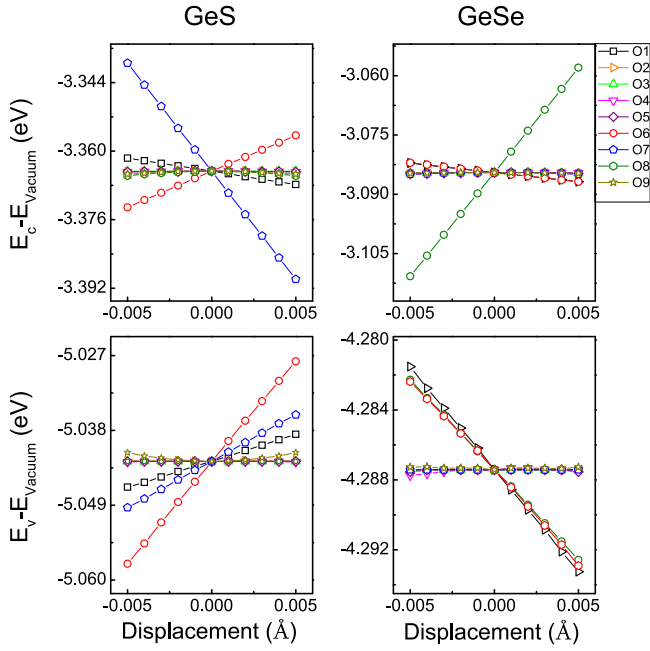 GeS GeSe
E_c-E_Vacuum (eV)
-3.344
-3.360
-3.376
-3.392
-0.005 0.000 0.005
-3.060
-3.075
-3.090
-3.105
-0.005 0.000 0.005
O1
O2
O3
O4
O5
O6
O7
O8
O9
E_v-E_Vacuum (eV)
-5.027
-5.038
-5.049
-5.060
-0.005 0.000 0.005
Displacement (Å)
-4.280
-4.284
-4.288
-4.292
-0.005 0.000 0.005
Displacement (Å)